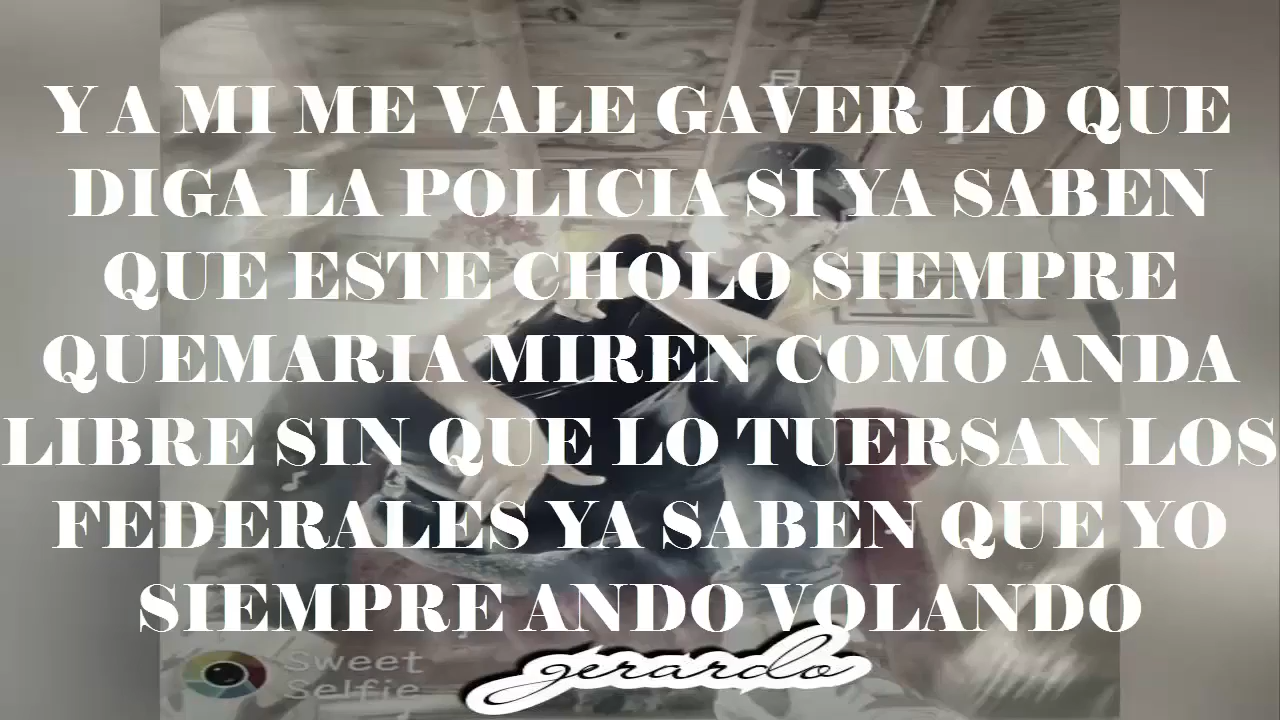 Y A MI ME VALE GAVER LO QUE
DIGA LA POLICIA SI YA SABEN
QUE ESTE CHOLO SIEMPRE
QUEMARIA MIREN COMO ANDA
LIBRE SIN QUE LO TUERSAN LOS
FEDERALES YA SABEN QUE YO
SIEMPRE ANDO VOLANDO
gerardo
Sweet
Selfie